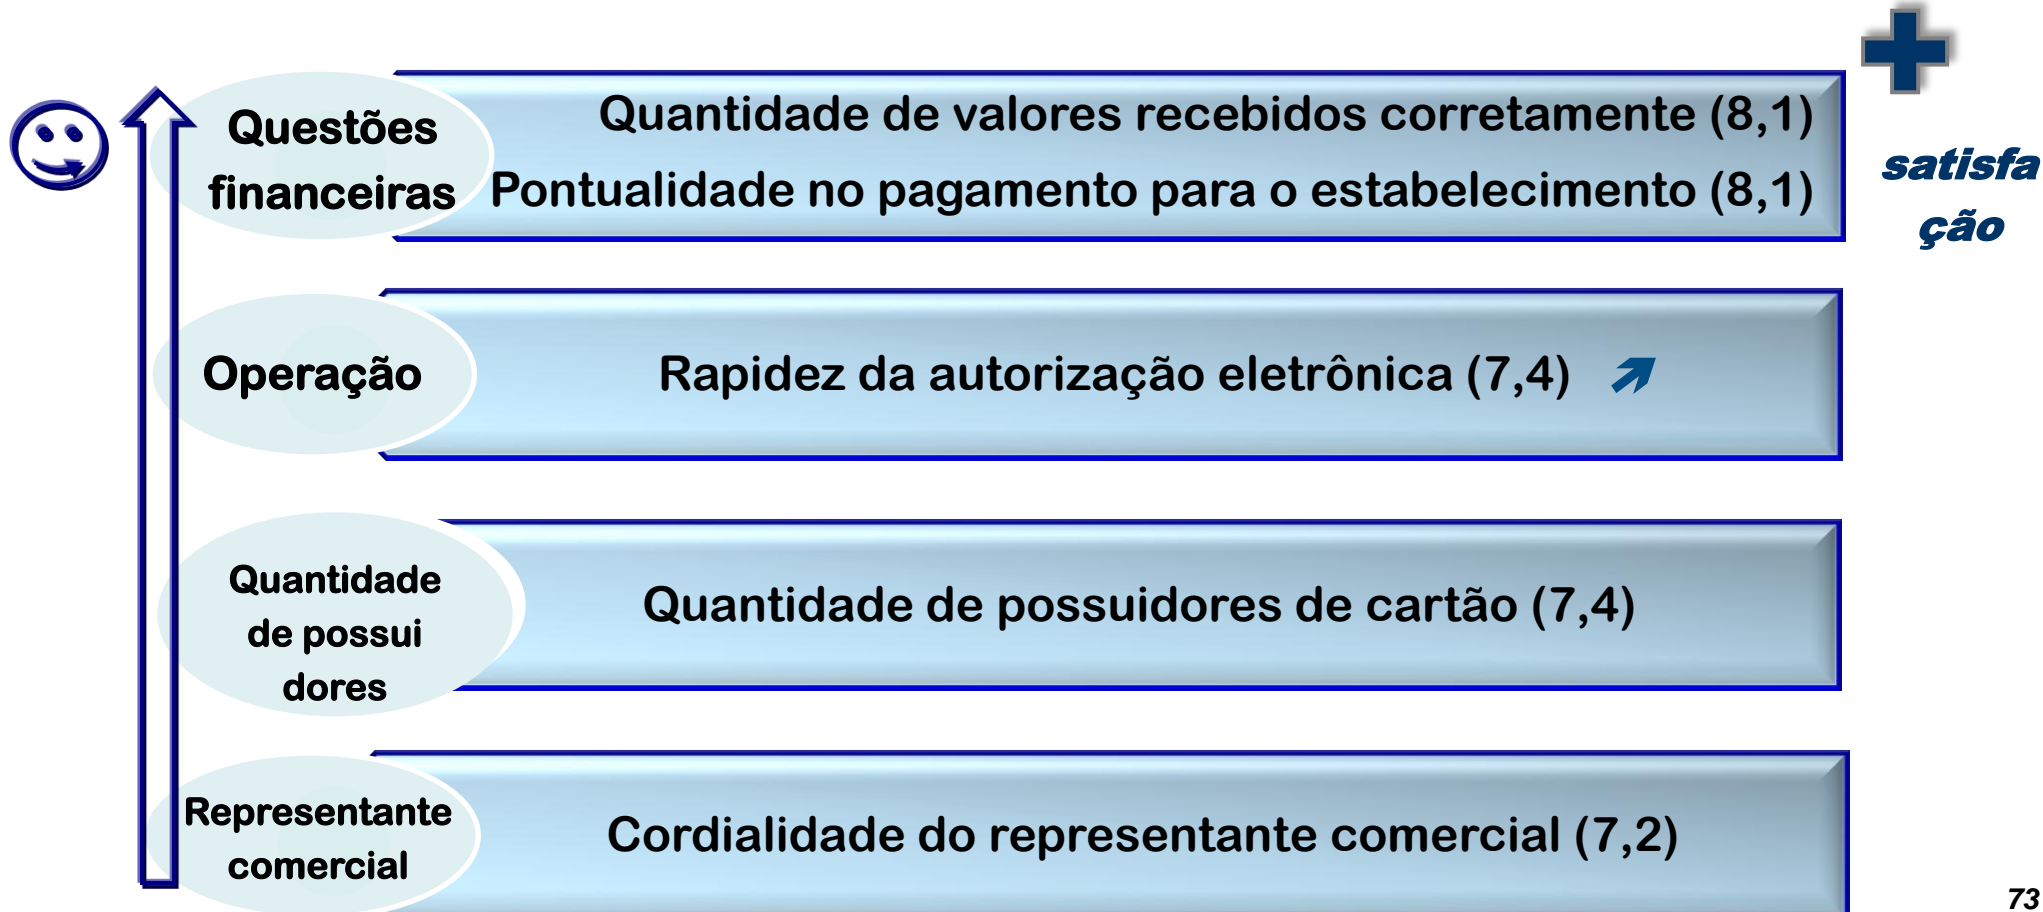 Questões
financeiras
Quantidade de valores recebidos corretamente (8,1)
Pontualidade no pagamento para o estabelecimento (8,1)
satisfa
ção
Operação
Rapidez da autorização eletrônica (7,4)
Quantidade
de possui
dores
Quantidade de possuidores de cartão (7,4)
Representante
comercial
Cordialidade do representante comercial (7,2)
73